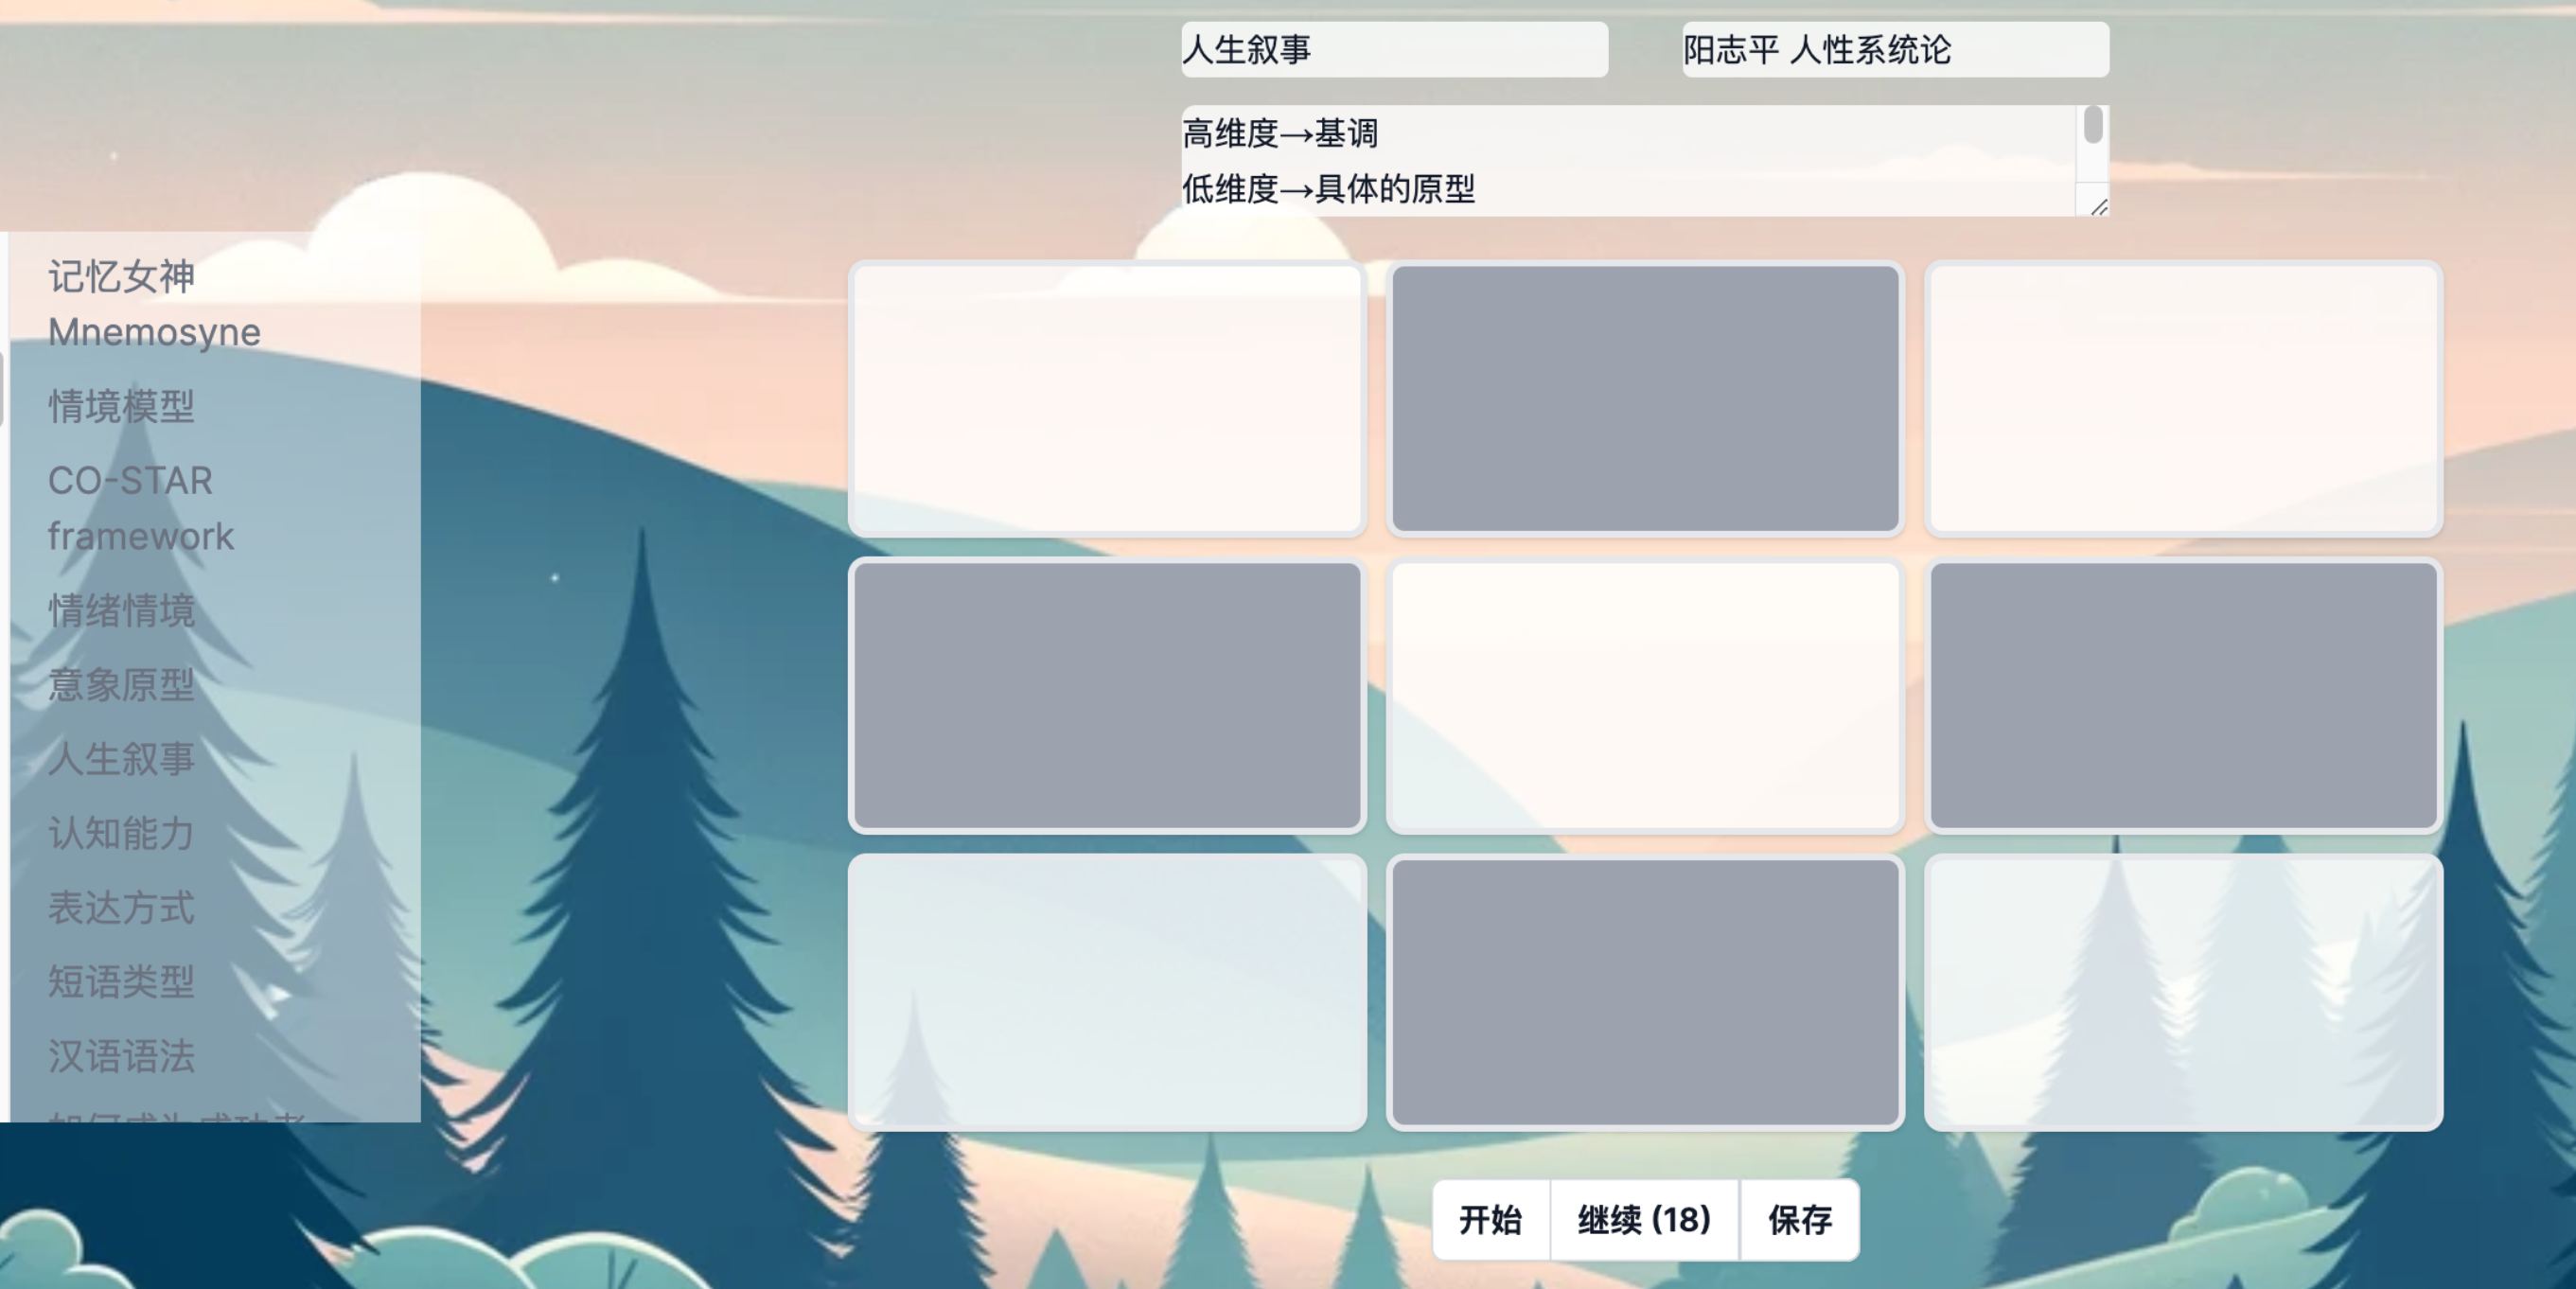 人生叙事
阳志平 人性系统论
高维度→基调
低维度→具体的原型
记忆女神
Mnemosyne
情境模型
CO-STAR
framework
情绪情境
意象原型
人生叙事
认知能力
表达方式
短语类型
汉语语法
开始
继续 (18)
保存